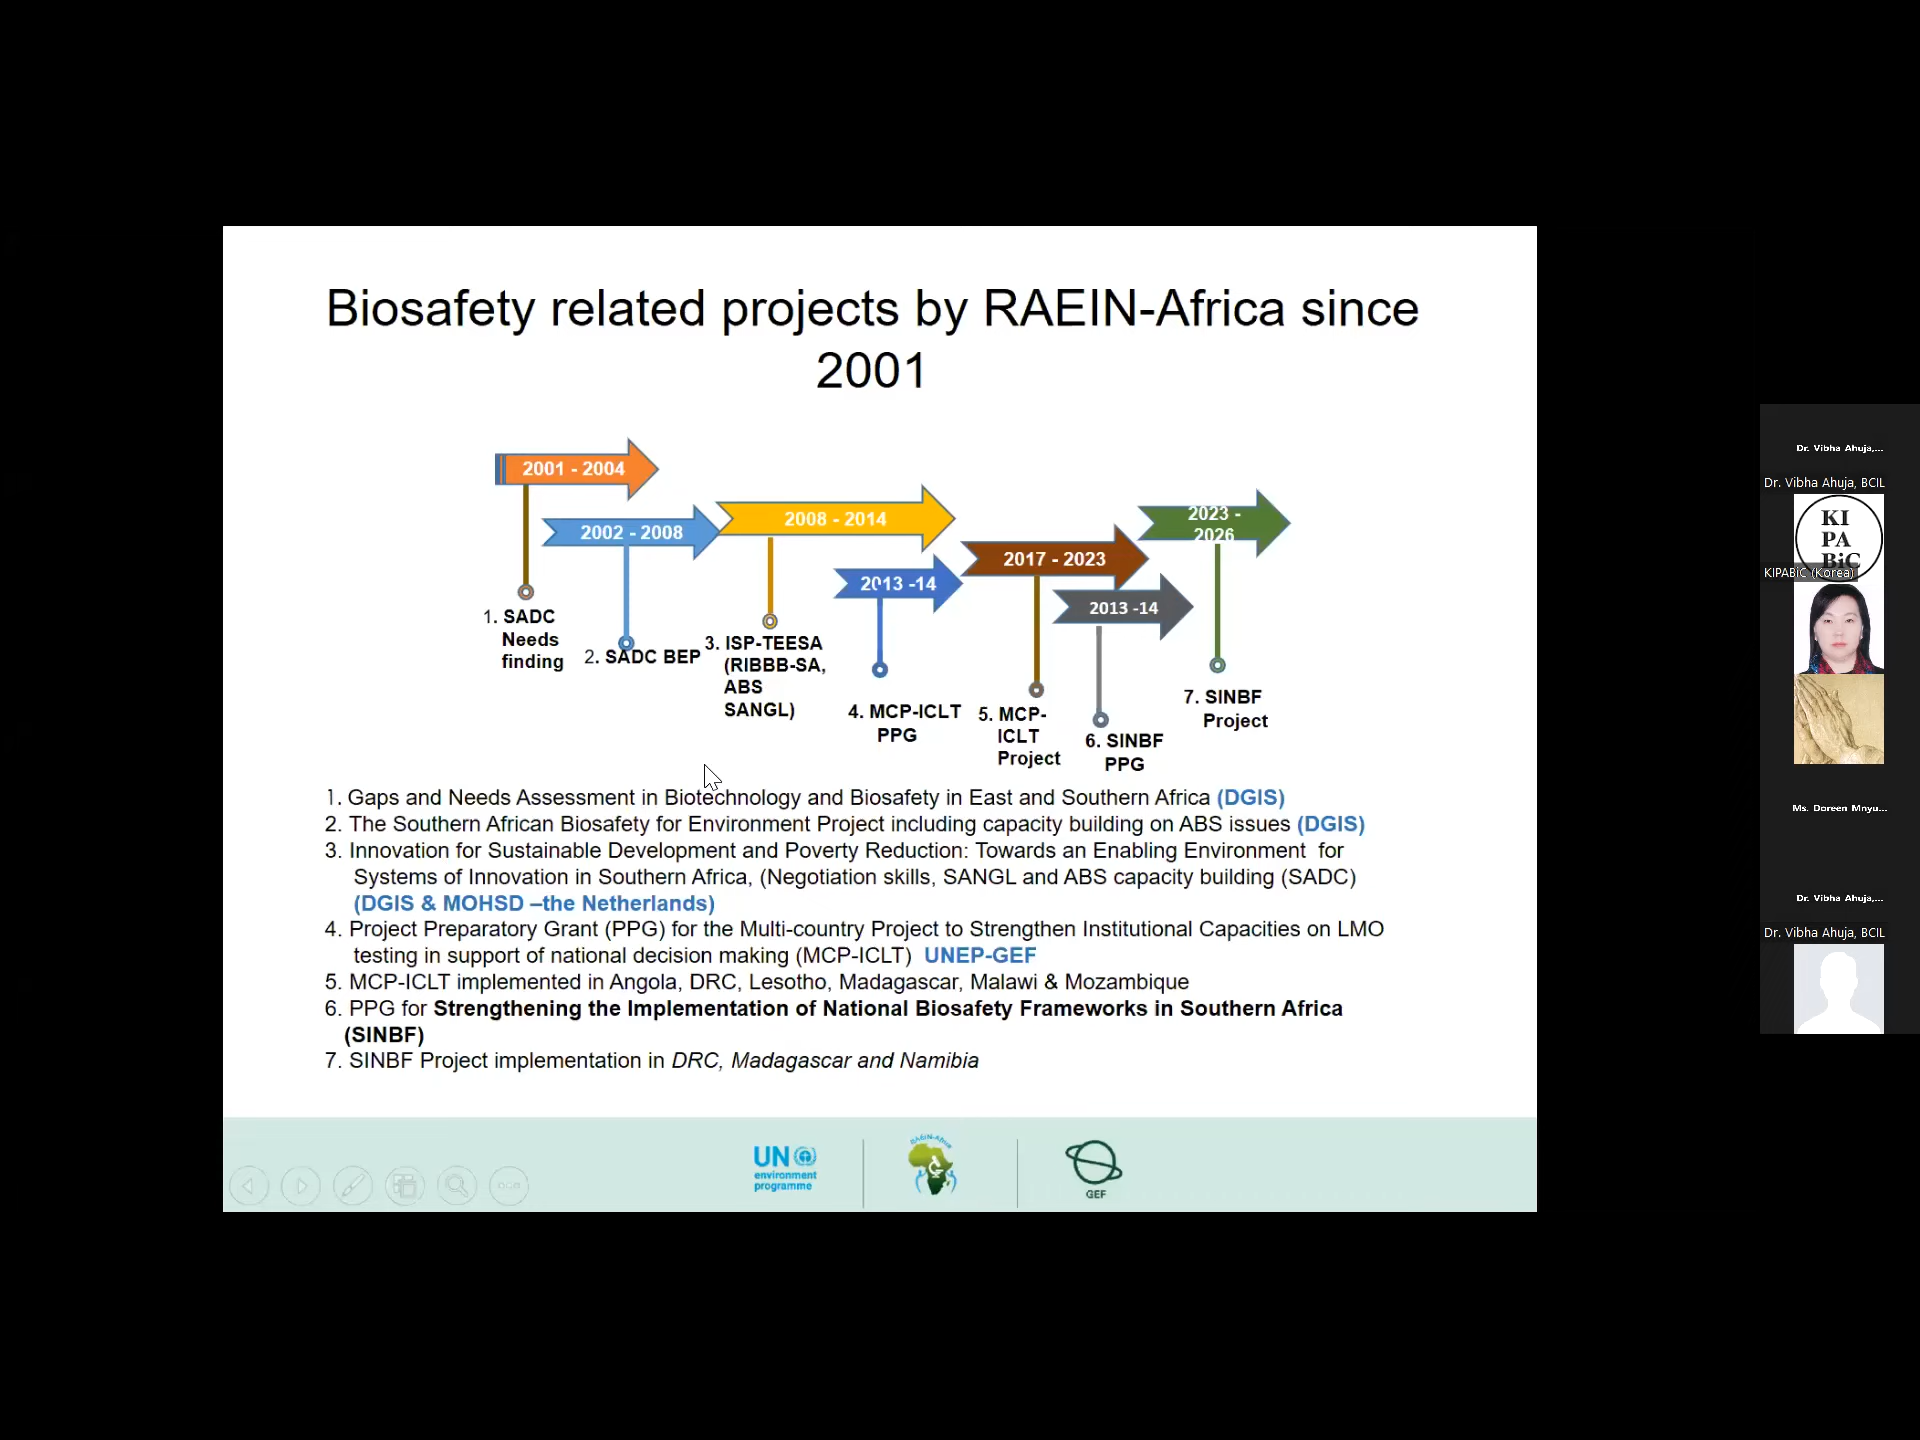 Biosafety related projects by RAEIN-Africa since
2001
2001 - 2004
2002 - 2008
2008 - 2014
2013 -14
2017 - 2023
2013 -14
2023 -
2026
1. SADC
Needs
finding
2. SADC BEP
3. ISP-TEESA
(RIBBB-SA,
ABS
SANGL)
4. MCP-ICLT
PPG
5. MCP-
ICLT
Project
6. SINBF
PPG
7. SINBF
Project
1. Gaps and Needs Assessment in Biotechnology and Biosafety in East and Southern Africa (DGIS)
2. The Southern African Biosafety for Environment Project including capacity building on ABS issues (DGIS)
3. Innovation for Sustainable Development and Poverty Reduction: Towards an Enabling Environment for
Systems of Innovation in Southern Africa, (Negotiation skills, SANGL and ABS capacity building (SADC)
(DGIS & MOHSD –the Netherlands)
4. Project Preparatory Grant (PPG) for the Multi-country Project to Strengthen Institutional Capacities on LMO
testing in support of national decision making (MCP-ICLT) UNEP-GEF
5. MCP-ICLT implemented in Angola, DRC, Lesotho, Madagascar, Malawi & Mozambique
6. PPG for Strengthening the Implementation of National Biosafety Frameworks in Southern Africa
(SINBF)
7. SINBF Project implementation in DRC, Madagascar and Namibia
UN
environment
programme
RAEIN-Africa
GEF
Dr. Vibha Ahuja,...
Dr. Vibha Ahuja, BCIL
KI
PA
BiC
KIPABiC (Korea)
Ms. Doreen Mnyu...
Dr. Vibha Ahuja,...
Dr. Vibha Ahuja, BCIL